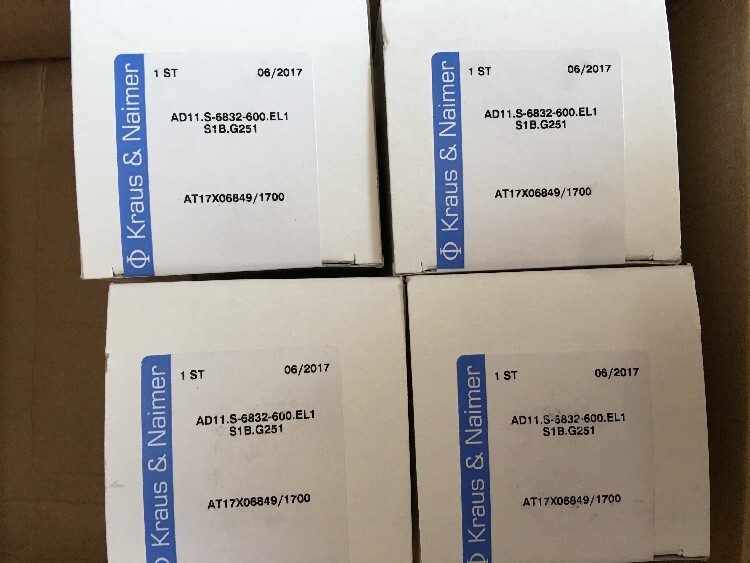 Kraus & Naimer
1 ST 06/2017
AD11.S-6832-600.EL1
S1B.G251
AT17X06849/1700
Kraus & Naimer
1 ST 06/2017
AD11.S-6832-600.EL1
S1B.G251
AT17X06849/1700
Kraus & Naimer
1 ST 06/2017
AD11.S-6832-600.EL1
S1B.G251
AT17X06849/1700
Kraus & Naimer
1 ST 06/2017
AD11.S-6832-600.EL1
S1B.G251
AT17X06849/1700